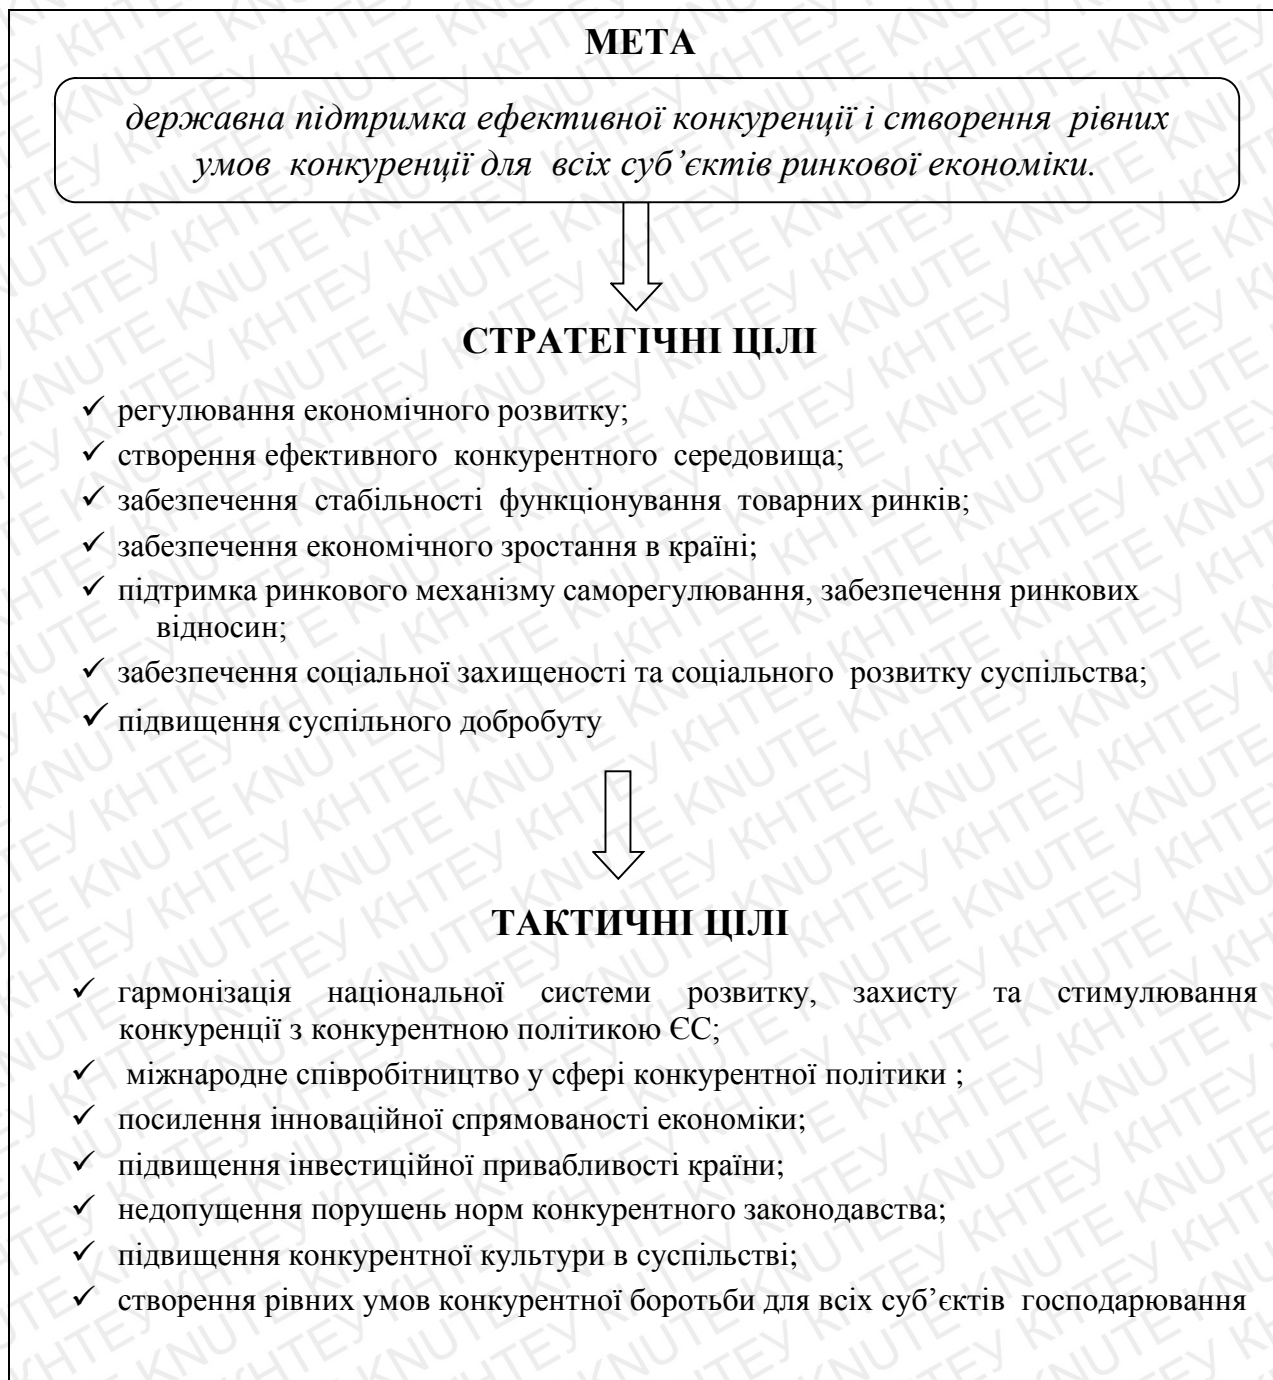 МЕТА
державна підтримка ефективної конкуренції і створення рівних
умов конкуренції для всіх суб’єктів ринкової економіки.
СТРАТЕГІЧНІ ЦІЛІ
✓ регулювання економічного розвитку;
✓ створення ефективного конкурентного середовища;
✓ забезпечення стабільності функціонування товарних ринків;
✓ забезпечення економічного зростання в країні;
✓ підтримка ринкового механізму саморегулювання, забезпечення ринкових
відносин;
✓ забезпечення соціальної захищеності та соціального розвитку суспільства;
✓ підвищення суспільного добробуту
ТАКТИЧНІ ЦІЛІ
✓ гармонізація національної системи розвитку, захисту та стимулювання
конкуренції з конкурентною політикою ЄС;
✓ міжнародне співробітництво у сфері конкурентної політики ;
✓ посилення інноваційної спрямованості економіки;
✓ підвищення інвестиційної привабливості країни;
✓ недопущення порушень норм конкурентного законодавства;
✓ підвищення конкурентної культури в суспільстві;
✓ створення рівних умов конкурентної боротьби для всіх суб’єктів господарювання